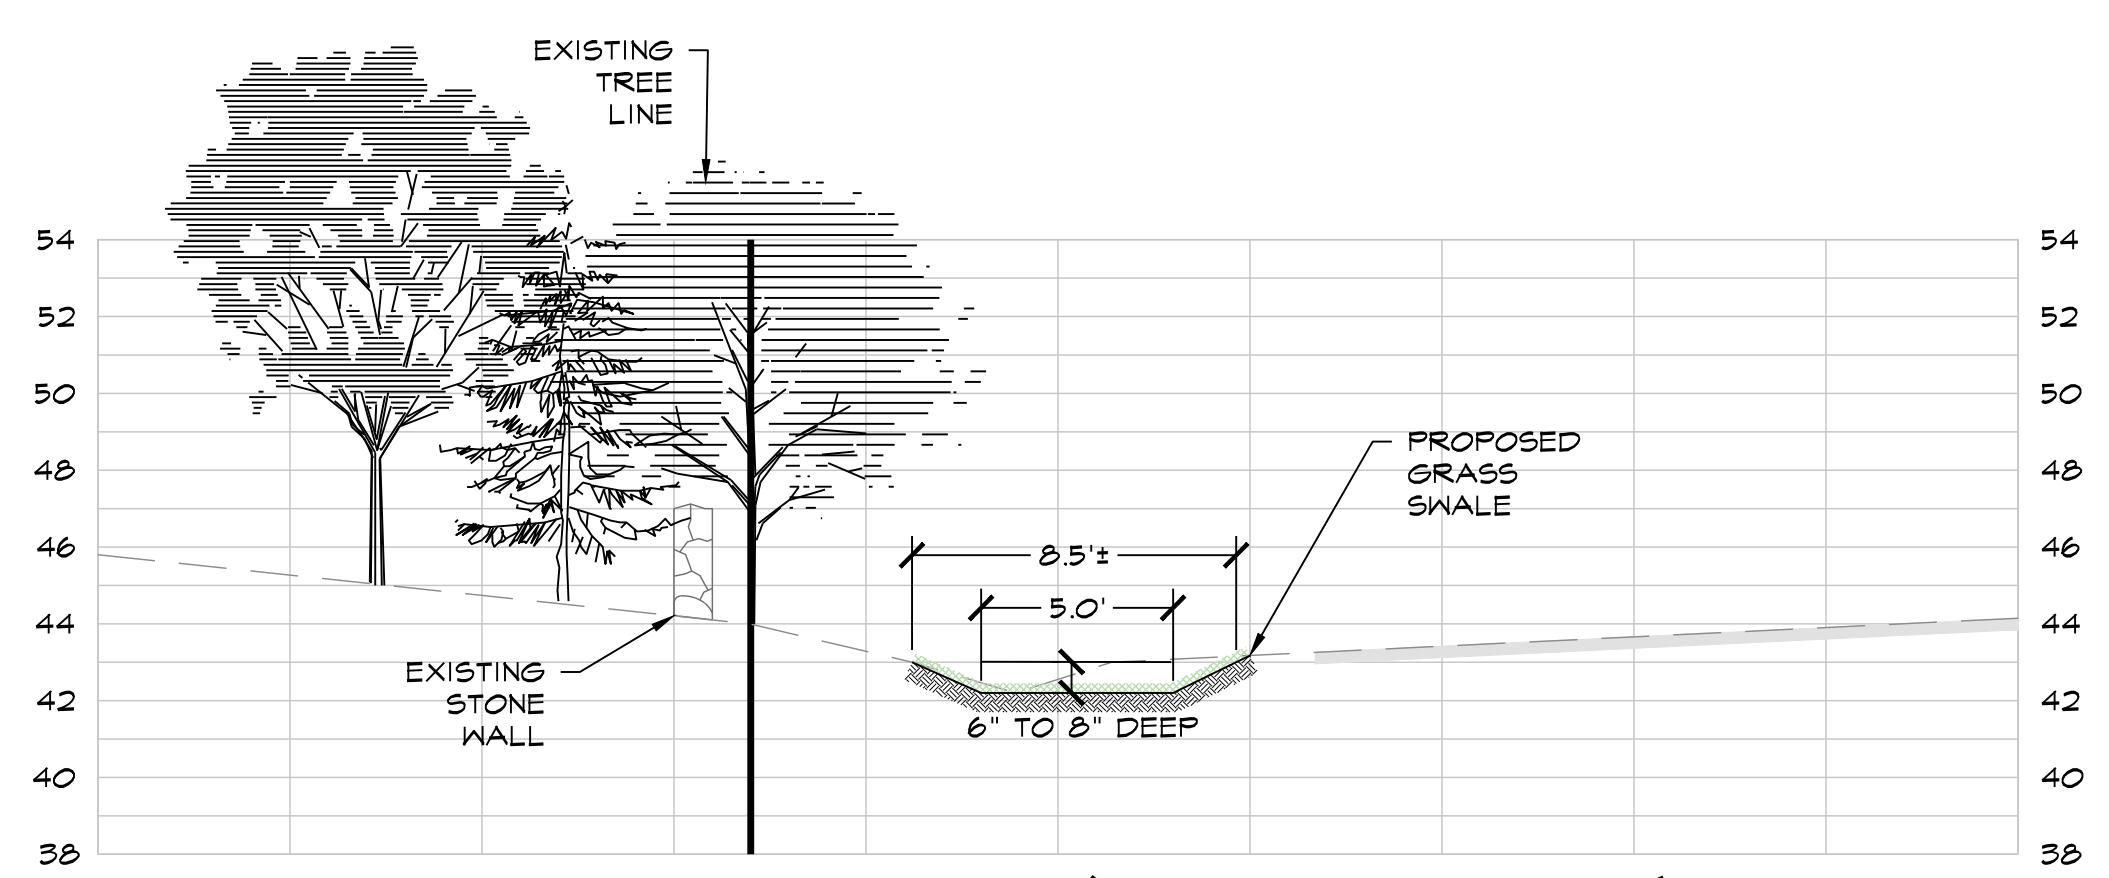 EXISTING
TREE
LINE
54
54
52
52
50
50
PROPOSED
GRASS
SWALE
48
48
46
46
8.5'±
5.0'
44
44
EXISTING
STONE
WALL
42
42
6" TO 8" DEEP
40
40
38
38